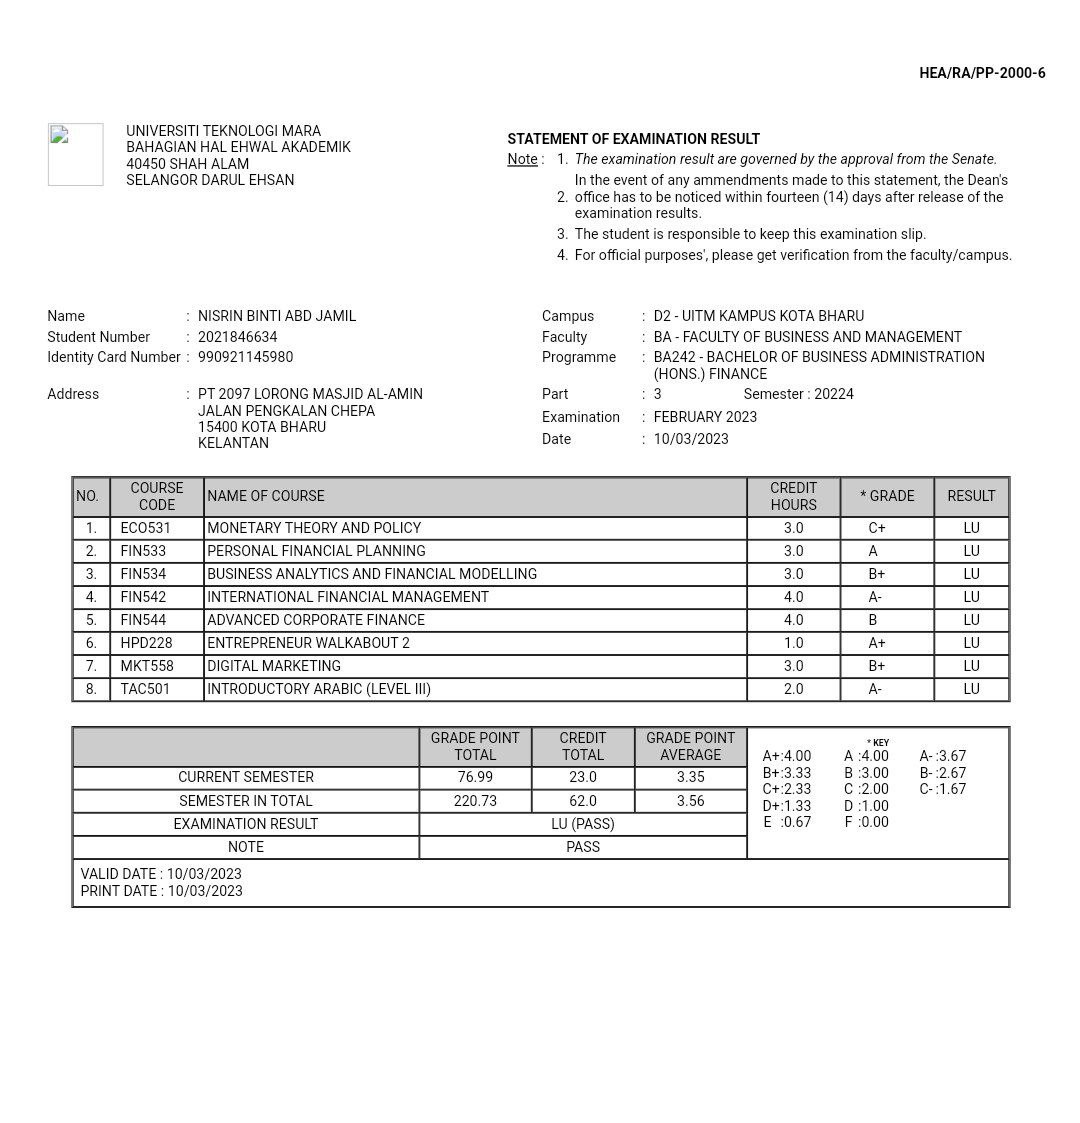 HEA/RA/PP-2000-6
UNIVERSITI TEKNOLOGI MARA
BAHAGIAN HAL EHWAL AKADEMIK
40450 SHAH ALAM
SELANGOR DARUL EHSAN
STATEMENT OF EXAMINATION RESULT
Note : 1. The examination result are governed by the approval from the Senate.
In the event of any ammendments made to this statement, the Dean's
2. office has to be noticed within fourteen (14) days after release of the
examination results.
3. The student is responsible to keep this examination slip.
4. For official purposes', please get verification from the faculty/campus.
Name : NISRIN BINTI ABD JAMIL
Student Number : 2021846634
Identity Card Number : 990921145980
Address : PT 2097 LORONG MASJID AL-AMIN
JALAN PENGKALAN CHEPA
15400 KOTA BHARU
KELANTAN
Campus : D2 - UITM KAMPUS KOTA BHARU
Faculty : BA - FACULTY OF BUSINESS AND MANAGEMENT
Programme : BA242 - BACHELOR OF BUSINESS ADMINISTRATION
(HONS.) FINANCE
Part : 3 Semester : 20224
Examination : FEBRUARY 2023
Date : 10/03/2023
NO. COURSE CODE NAME OF COURSE CREDIT HOURS * GRADE RESULT
1. ECO531 MONETARY THEORY AND POLICY 3.0 C+ LU
2. FIN533 PERSONAL FINANCIAL PLANNING 3.0 A LU
3. FIN534 BUSINESS ANALYTICS AND FINANCIAL MODELLING 3.0 B+ LU
4. FIN542 INTERNATIONAL FINANCIAL MANAGEMENT 4.0 A- LU
5. FIN544 ADVANCED CORPORATE FINANCE 4.0 B LU
6. HPD228 ENTREPRENEUR WALKABOUT 2 1.0 A+ LU
7. MKT558 DIGITAL MARKETING 3.0 B+ LU
8. TAC501 INTRODUCTORY ARABIC (LEVEL III) 2.0 A- LU
GRADE POINT TOTAL CREDIT TOTAL GRADE POINT AVERAGE
CURRENT SEMESTER 76.99 23.0 3.35
SEMESTER IN TOTAL 220.73 62.0 3.56
EXAMINATION RESULT LU (PASS)
NOTE PASS
* KEY
A+:4.00 A :4.00 A- :3.67
B+:3.33 B :3.00 B- :2.67
C+:2.33 C :2.00 C- :1.67
D+:1.33 D :1.00
E :0.67 F :0.00
VALID DATE : 10/03/2023
PRINT DATE : 10/03/2023